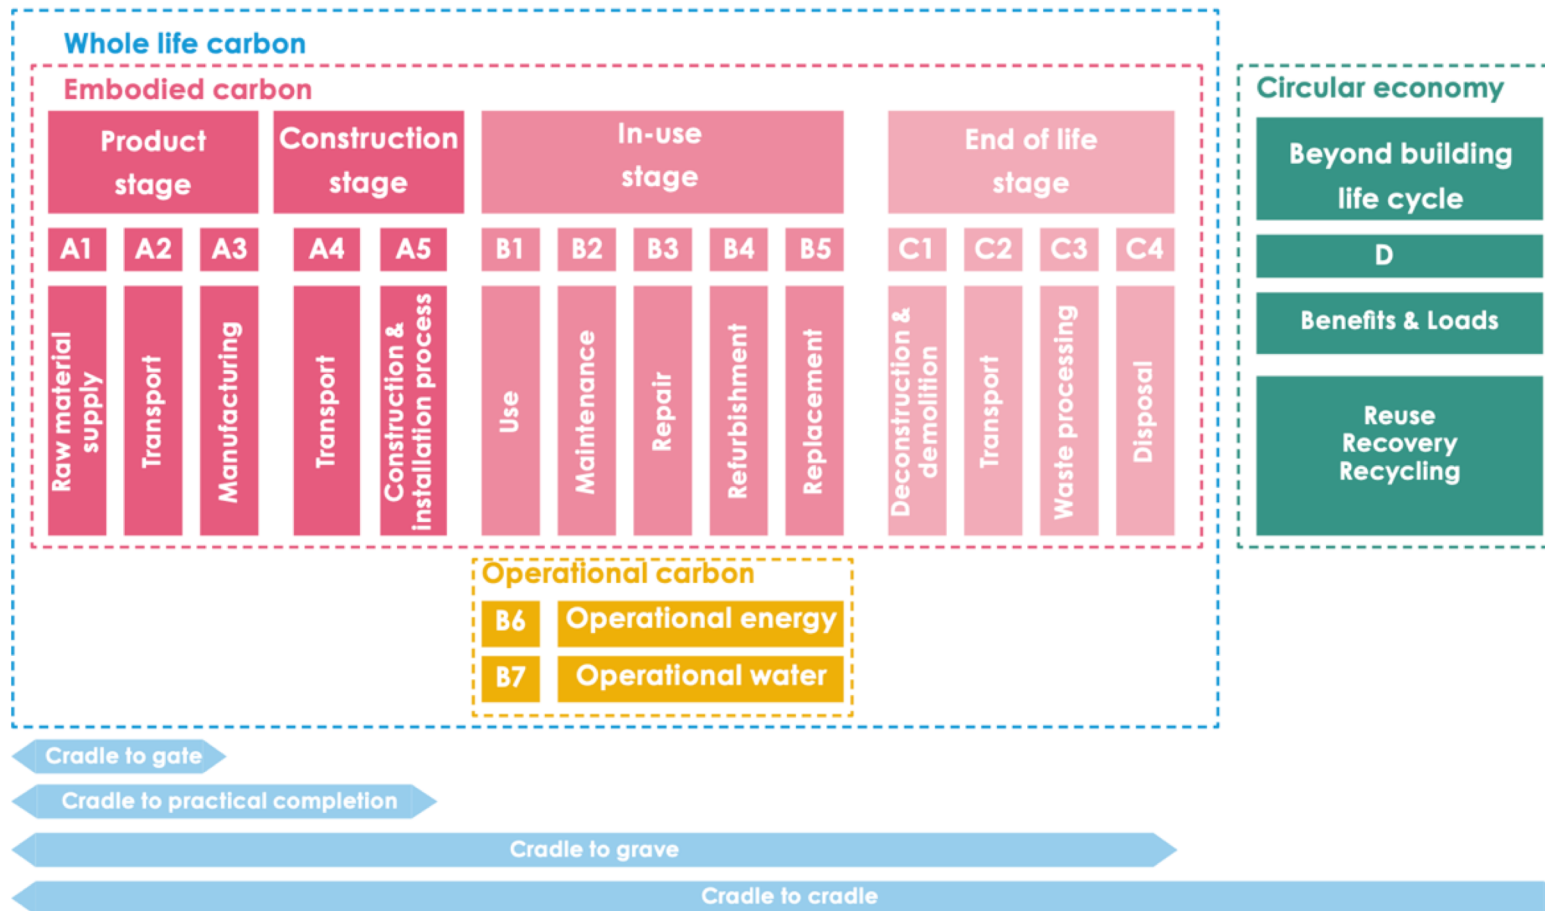 Whole life carbon
Embodied carbon
Product
stage
Construction
stage
In-use
stage
End of life
stage
A1
A2
A3
A4
A5
B1
B2
B3
B4
B5
C1
C2
C3
C4
Raw material
supply
Transport
Manufacturing
Transport
Construction &
installation process
Use
Maintenance
Repair
Refurbishment
Replacement
Deconstruction &
demolition
Transport
Waste processing
Disposal
Operational carbon
B6
Operational energy
B7
Operational water
Circular economy
Beyond building
life cycle
D
Benefits & Loads
Reuse
Recovery
Recycling
Cradle to gate
Cradle to practical completion
Cradle to grave
Cradle to cradle